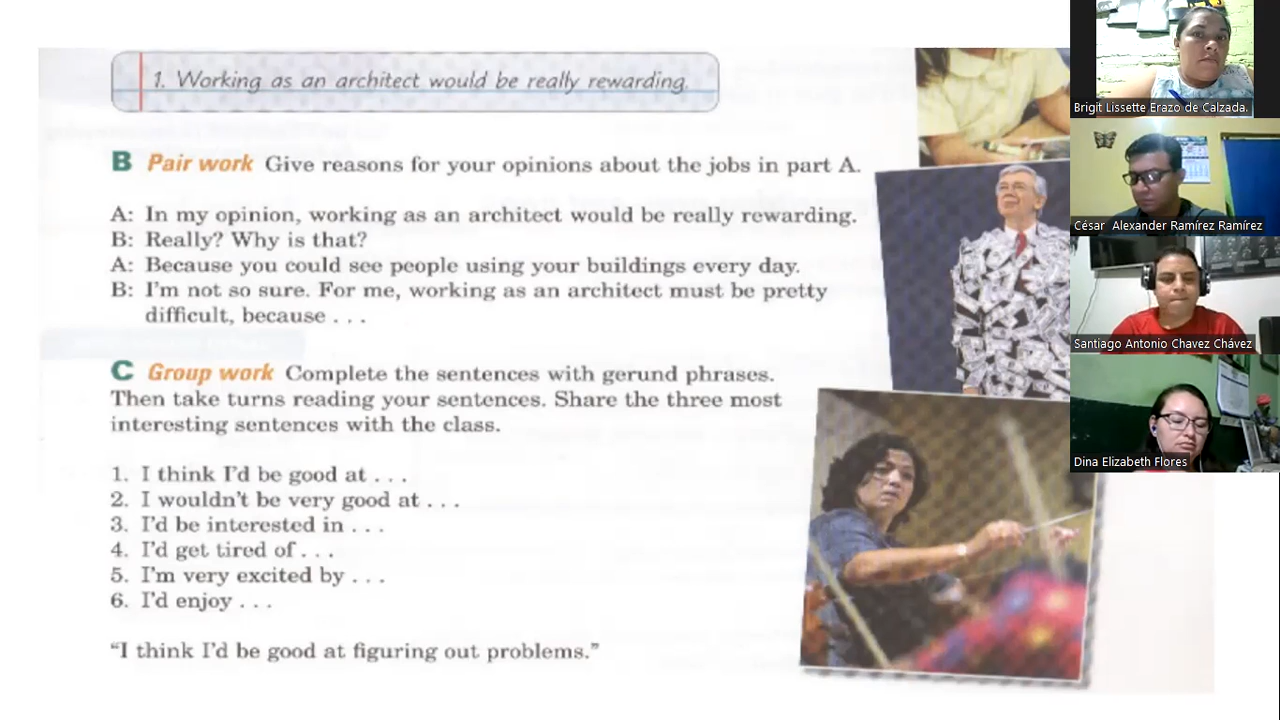 1. Working as an architect would be really rewarding.
B Pair work Give reasons for your opinions about the jobs in part A.
A: In my opinion, working as an architect would be really rewarding.
B: Really? Why is that?
A: Because you could see people using your buildings every day.
B: I'm not so sure. For me, working as an architect must be pretty
difficult, because . . .
C Group work Complete the sentences with gerund phrases.
Then take turns reading your sentences. Share the three most
interesting sentences with the class.
1. I think I'd be good at . . .
2. I wouldn't be very good at . . .
3. I'd be interested in . . .
4. I'd get tired of . . .
5. I'm very excited by . . .
6. I'd enjoy . . .
"I think I'd be good at figuring out problems."
Brigit Lissette Erazo de Calzada.
César Alexander Ramírez Ramírez
Santiago Antonio Chavez Chávez
Dina Elizabeth Flores